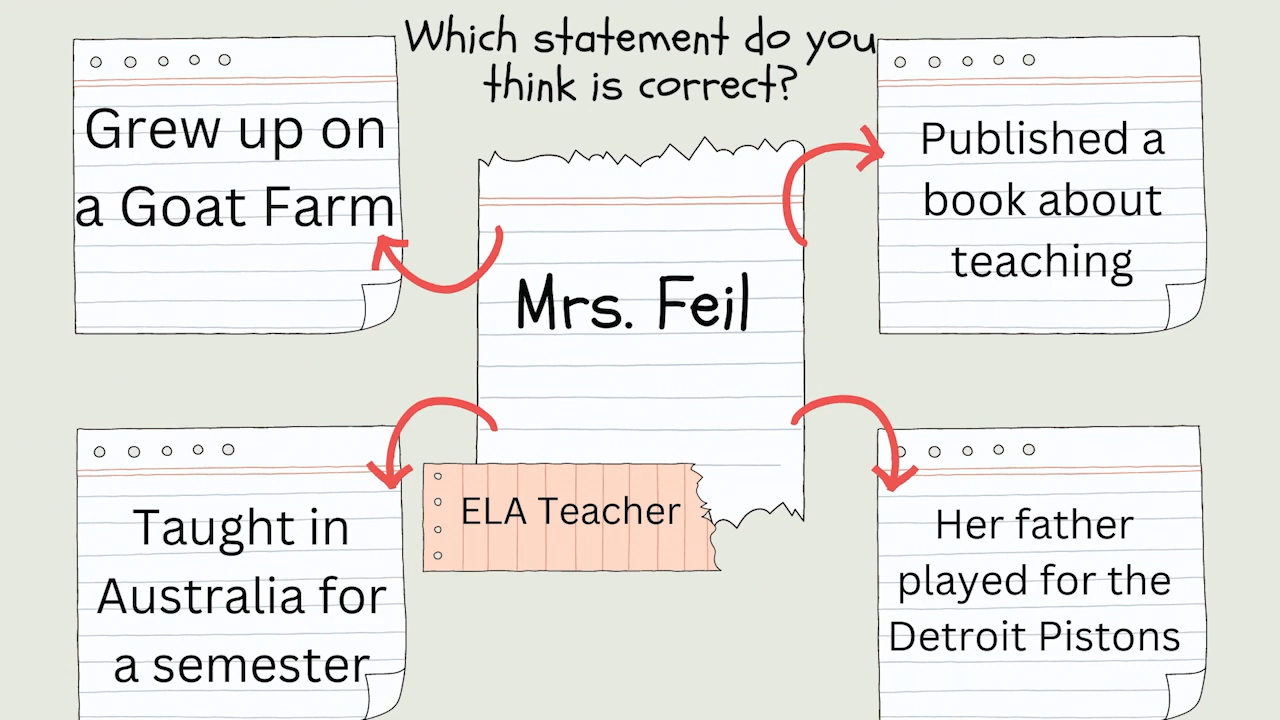 Which statement do you
think is correct?
Grew up on
a Goat Farm
Published a
book about
teaching
Mrs. Feil
ELA Teacher
Taught in
Australia for
a semester
Her father
played for the
Detroit Pistons